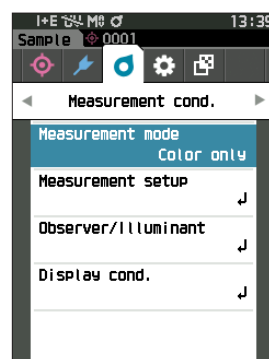 I+E M0 13:39
Sample 0001
Measurement cond.
Measurement mode
Color only
Measurement setup
Observer/Illuminant
Display cond.